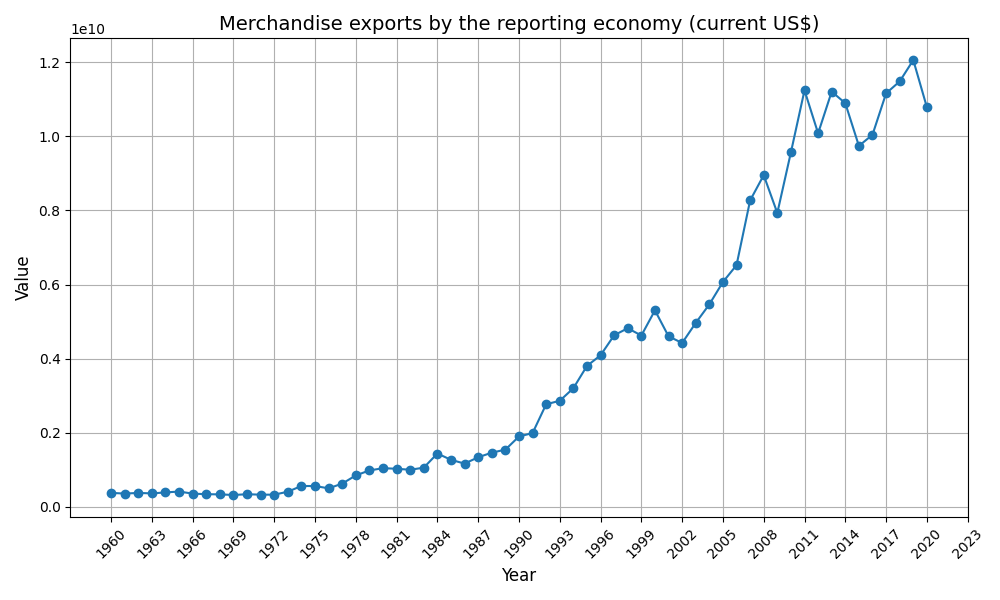 Merchandise exports by the reporting economy (current US$)
1e10
1.2
1.0
0.8
0.6
0.4
0.2
0.0
Value
1960 1963 1966 1969 1972 1975 1978 1981 1984 1987 1990 1993 1996 1999 2002 2005 2008 2011 2014 2017 2020 2023
Year